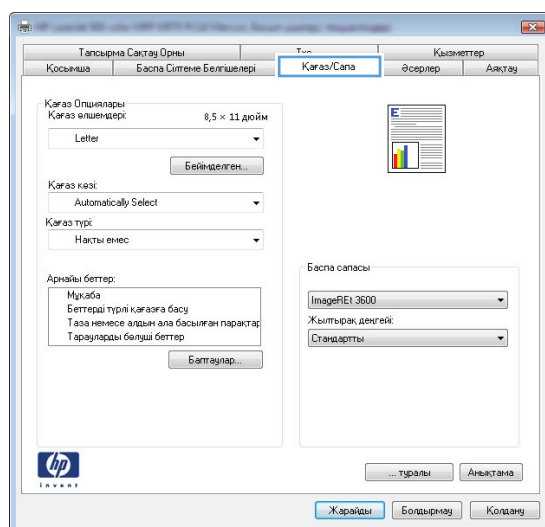 Тапсырма Сақтау Орны
Түс
Қызметтер
Қосымша
Баспа Сілтеме Белгішелері
Қағаз/Сапа
Әсерлер
Аяқтау
Қағаз Опциялары
Қағаз өлшемдері:
8,5 × 11 дюйм
Letter
Бейімделген...
Қағаз көзі:
Automatically Select
Қағаз түрі:
Нақты емес
Арнайы беттер:
Мұқаба
Беттерді түрлі қағазға басу
Таза немесе алдын ала басылған парақтар
Тарауларды бөлуші беттер
Баптаулар...
E
Баспа сапасы
ImageREt 3600
Жылтырақ деңгейі:
Стандартты
hp
invent
... туралы
Анықтама
Жарайды
Болдырмау
Қолдану